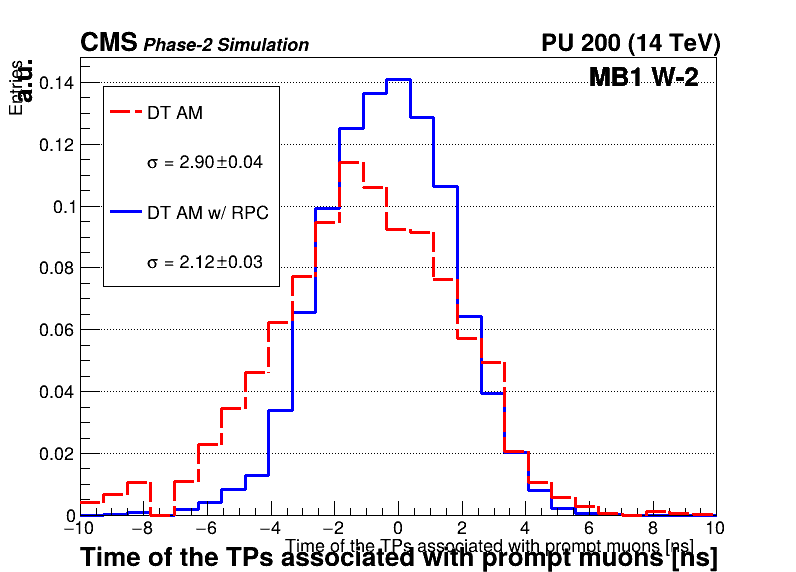 CMS Phase-2 Simulation PU 200 (14 TeV)
Entries
a.u.
MB1 W-2
DT AM
σ = 2.90±0.04
DT AM w/ RPC
σ = 2.12±0.03
0.14
0.12
0.1
0.08
0.06
0.04
0.02
0
−10 −8 −6 −4 −2 0 2 4 6 8 10
Time of the TPs associated with prompt muons [ns]
Time of the TPs associated with prompt muons [ns]